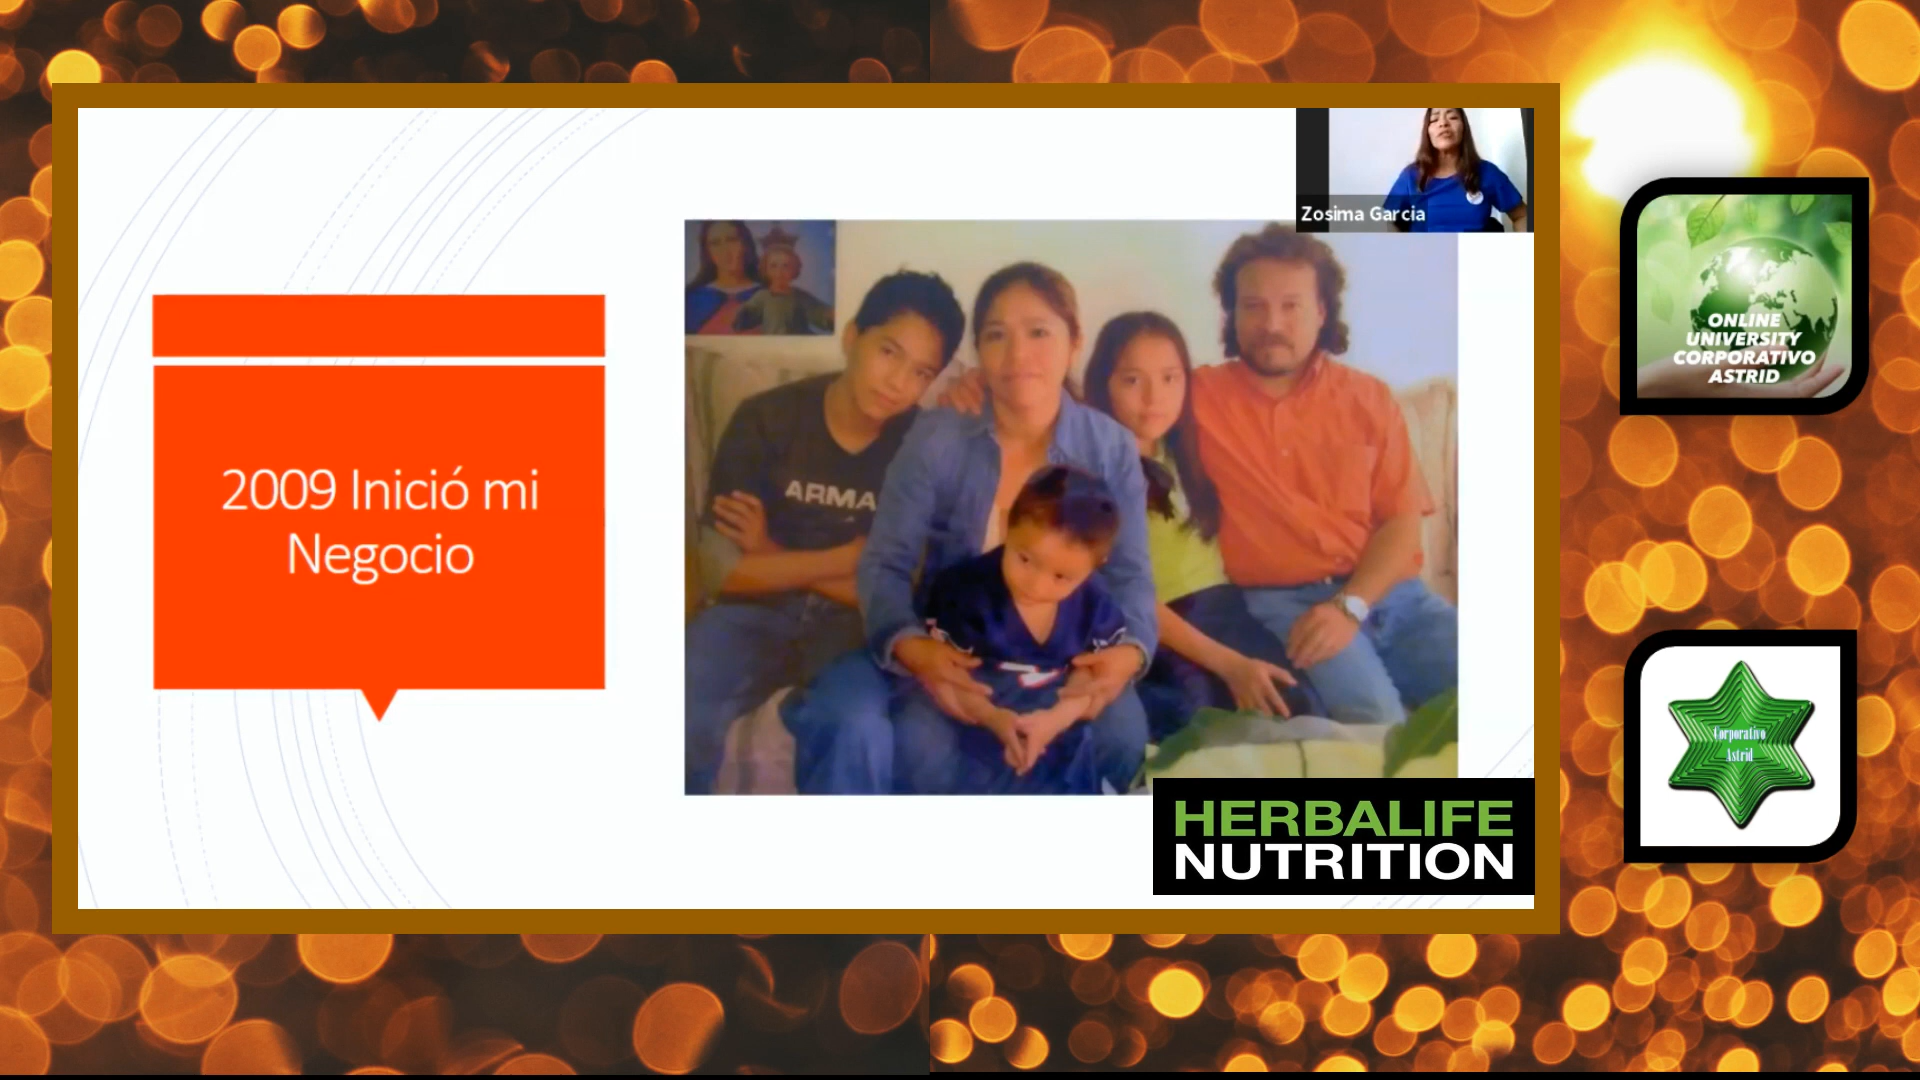 Zosima Garcia
2009 Inició mi
Negocio
ARMA
HERBALIFE
NUTRITION
ONLINE
UNIVERSITY
CORPORATIVO
ASTRID
Corporativo
Astrid